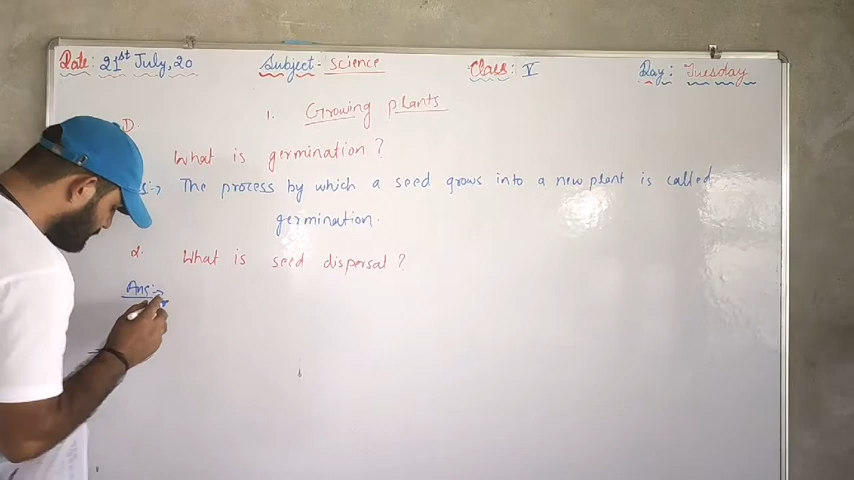 Date: 21st July, 20 Subject- Science Class: V Day: Tuesday
1. Growing plants
D.
What is germination ?
s:→ The process by which a seed grows into a new plant is called
germination.
2. What is seed dispersal ?
Ans:→